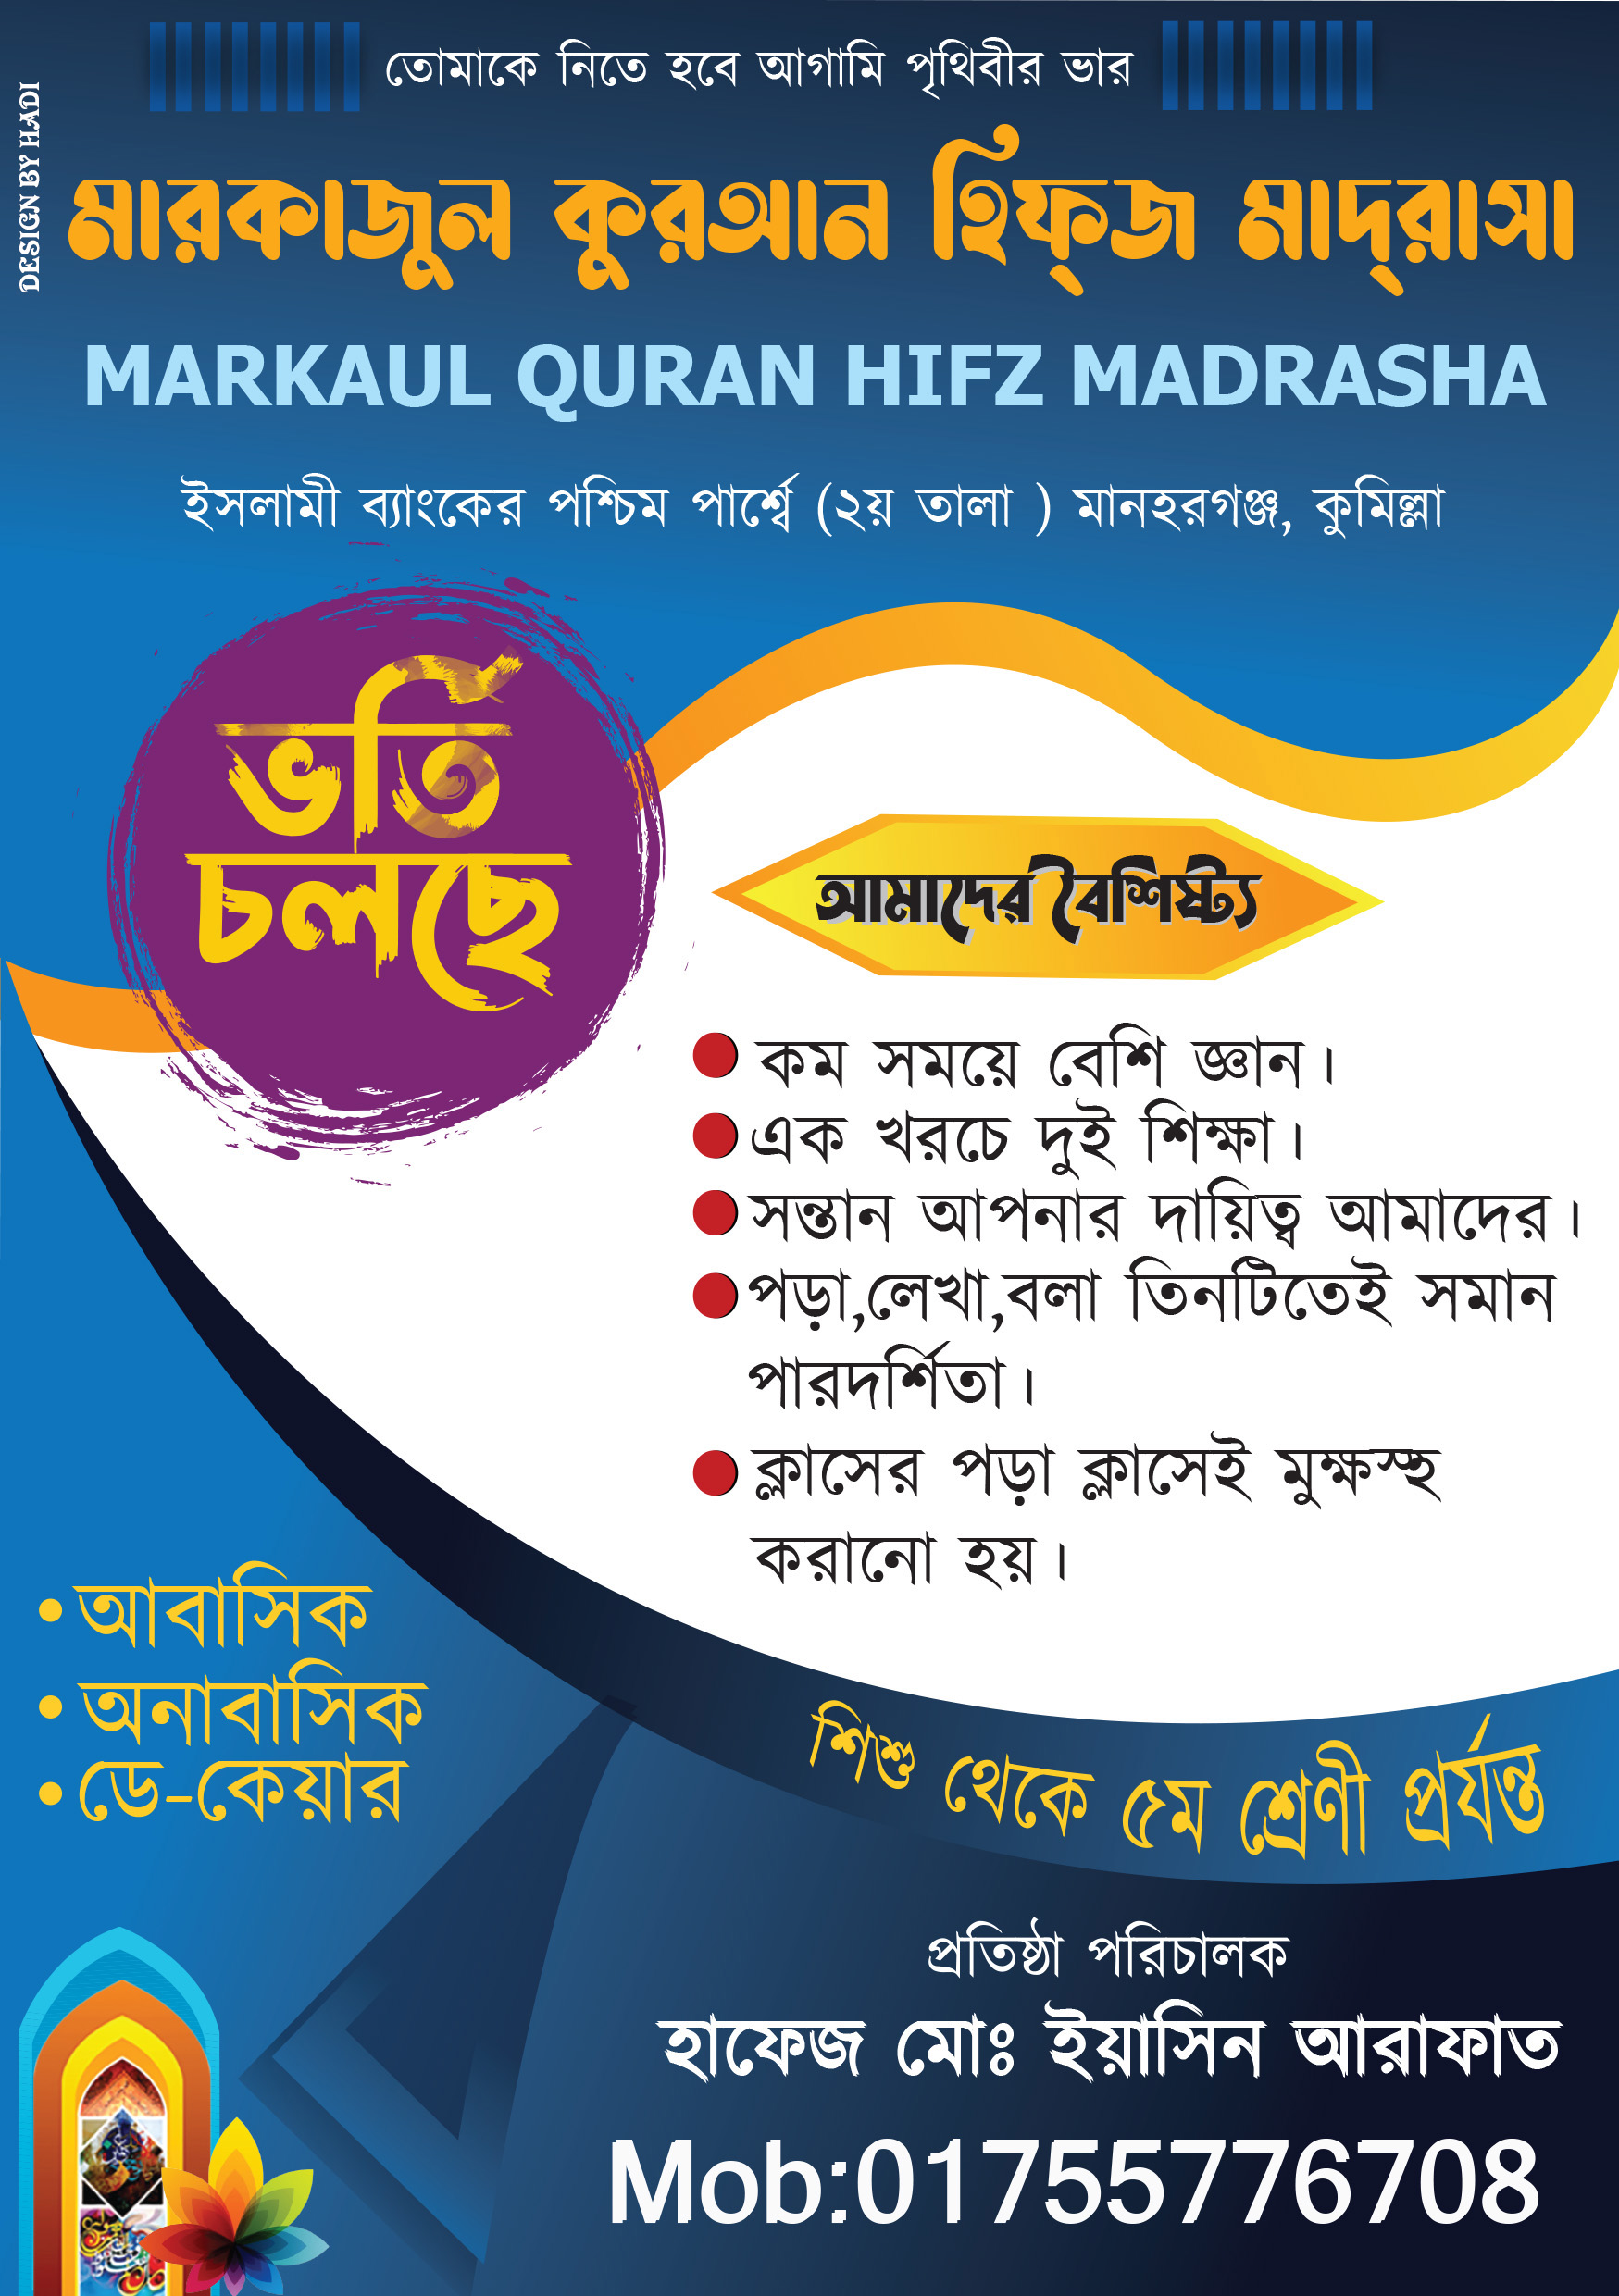 তোমাকে নিতে হবে আগামি পৃথিবীর ভার
DESIGN BY HADI
মারকাজুল কুরআন হিফ্জ মাদ্রাসা
MARKAUL QURAN HIFZ MADRASHA
ইসলামী ব্যাংকের পশ্চিম পার্শ্বে (২য় তালা ) মানহরগঞ্জ, কুমিল্লা
ভর্তি
চলছে
আমাদের বৈশিষ্ট্য
কম সময়ে বেশি জ্ঞান।
এক খরচে দুই শিক্ষা।
সন্তান আপনার দায়িত্ব আমাদের।
পড়া,লেখা,বলা তিনটিতেই সমান
পারদর্শিতা।
ক্লাসের পড়া ক্লাসেই মুক্ষস্হ
করানো হয়।
• আবাসিক
• অনাবাসিক
• ডে-কেয়ার
শিশু থেকে ৫ম শ্রেণী প্রর্যন্ত
প্রতিষ্ঠা পরিচালক
হাফেজ মোঃ ইয়াসিন আরাফাত
Mob:01755776708